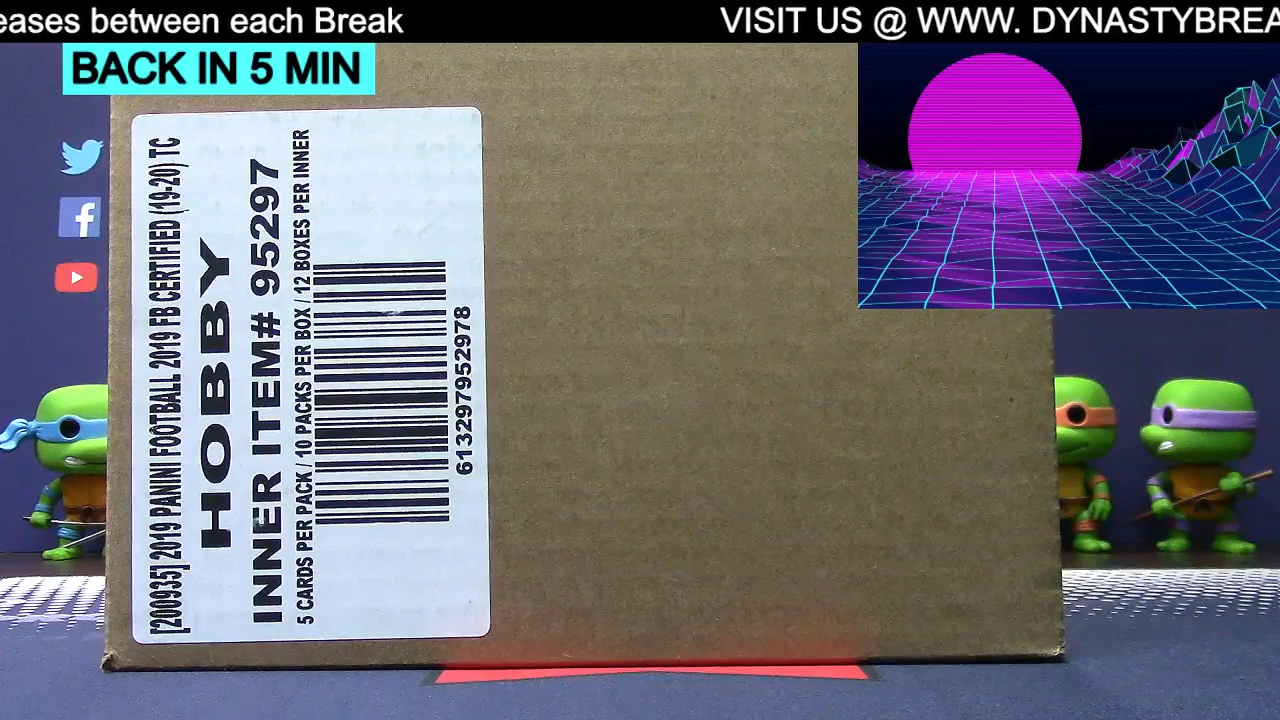 eases between each Break
VISIT US @ WWW. DYNASTYBREA
BACK IN 5 MIN
[200935] 2019 PANINI FOOTBALL 2019 FB CERTIFIED (19-20) TC
HOBBY
INNER ITEM# 95297
5 CARDS PER PACK / 10 PACKS PER BOX / 12 BOXES PER INNER
613297952978